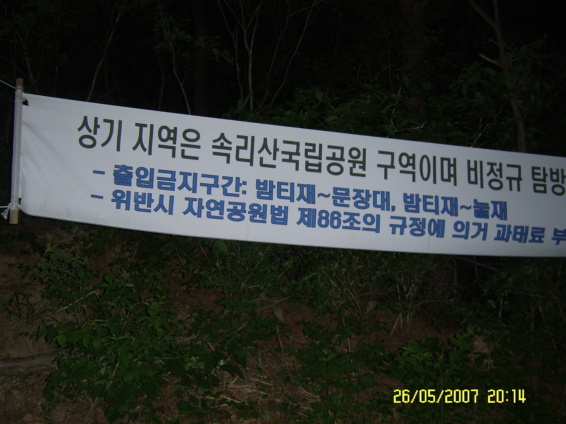 상기 지역은 속리산국립공원 구역이며 비정규 탐방
- 출입금지구간: 밤티재~문장대, 밤티재~눌재
- 위반시 자연공원법 제86조의 규정에 의거 과태료 부
26/05/2007 20:14